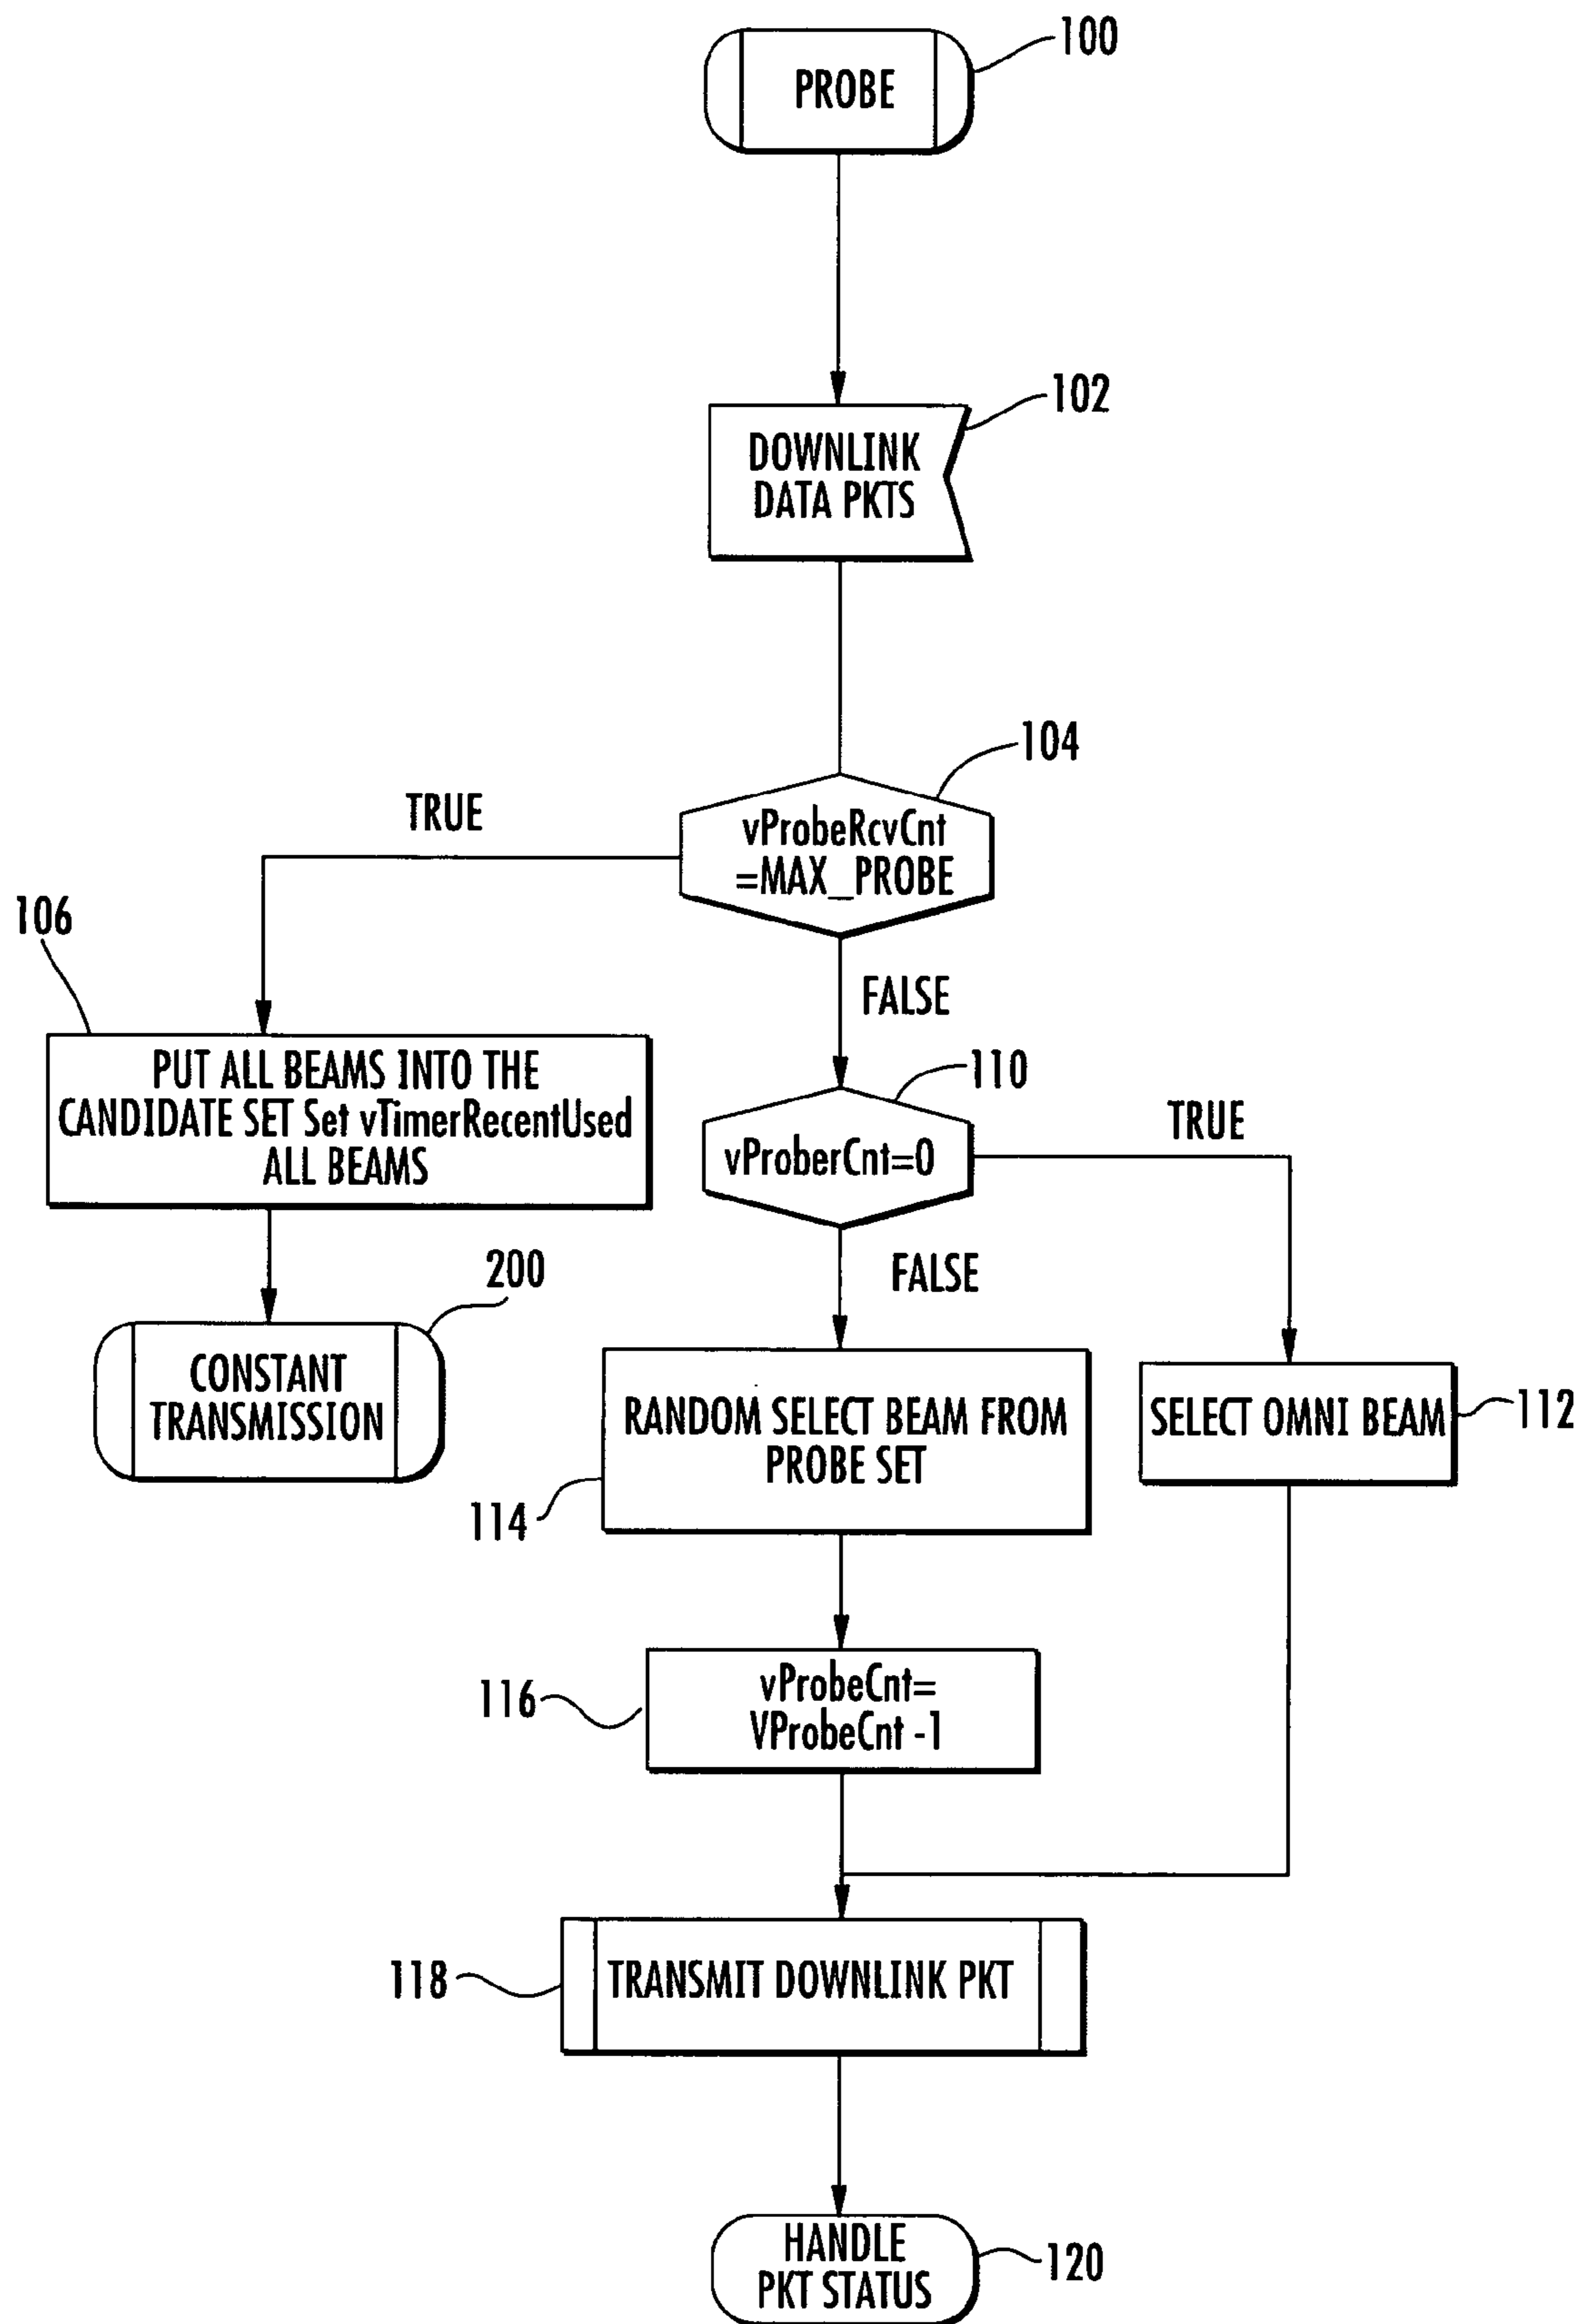 100
PROBE
102
DOWNLINK
DATA PKTS
104
vProbeRcvCnt
=MAX_PROBE
TRUE
106
FALSE
PUT ALL BEAMS INTO THE
CANDIDATE SET Set vTimerRecentUsed
ALL BEAMS
110
vProberCnt=0
TRUE
200
FALSE
CONSTANT
TRANSMISSION
RANDOM SELECT BEAM FROM
PROBE SET
SELECT OMNI BEAM
112
114
116
vProbeCnt=
VProbeCnt -1
118
TRANSMIT DOWNLINK PKT
HANDLE
PKT STATUS
120